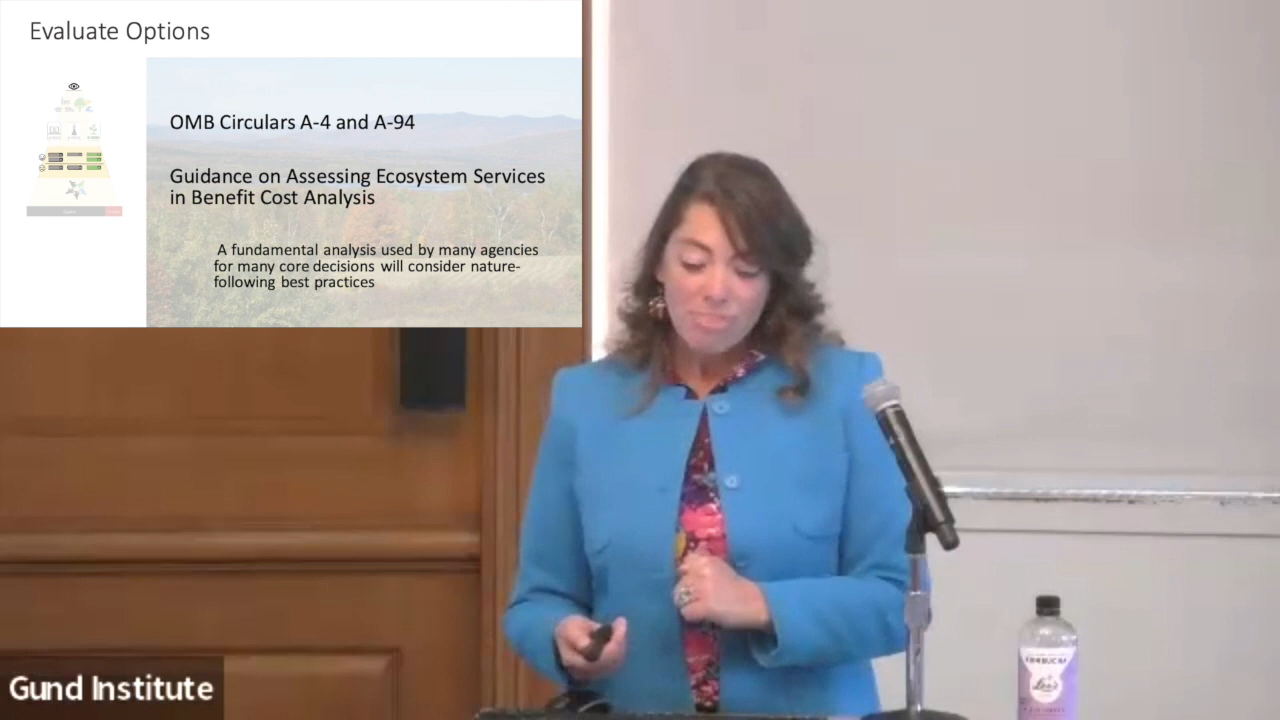 Evaluate Options
OMB Circulars A-4 and A-94
Guidance on Assessing Ecosystem Services
in Benefit Cost Analysis
A fundamental analysis used by many agencies
for many core decisions will consider nature-
following best practices
Gund Institute
KOMBUCHA